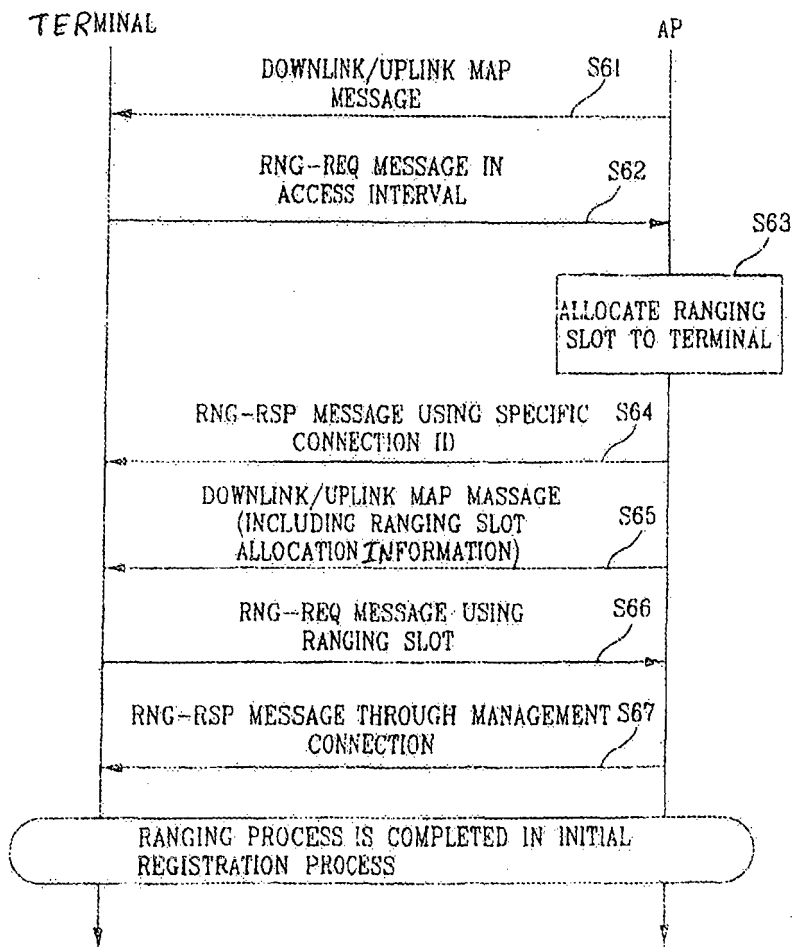 TERMINAL
AP
DOWNLINK/UPLINK MAP
MESSAGE
S61
RNG-REQ MESSAGE IN
ACCESS INTERVAL
S62
S63
ALLOCATE RANGING
SLOT TO TERMINAL
RNG-RSP MESSAGE USING SPECIFIC
CONNECTION ID
S64
DOWNLINK/UPLINK MAP MASSAGE
(INCLUDING RANGING SLOT
ALLOCATION INFORMATION)
S65
RNG-REQ MESSAGE USING
RANGING SLOT
S66
RNG-RSP MESSAGE THROUGH MANAGEMENT
CONNECTION
S67
RANGING PROCESS IS COMPLETED IN INITIAL
REGISTRATION PROCESS